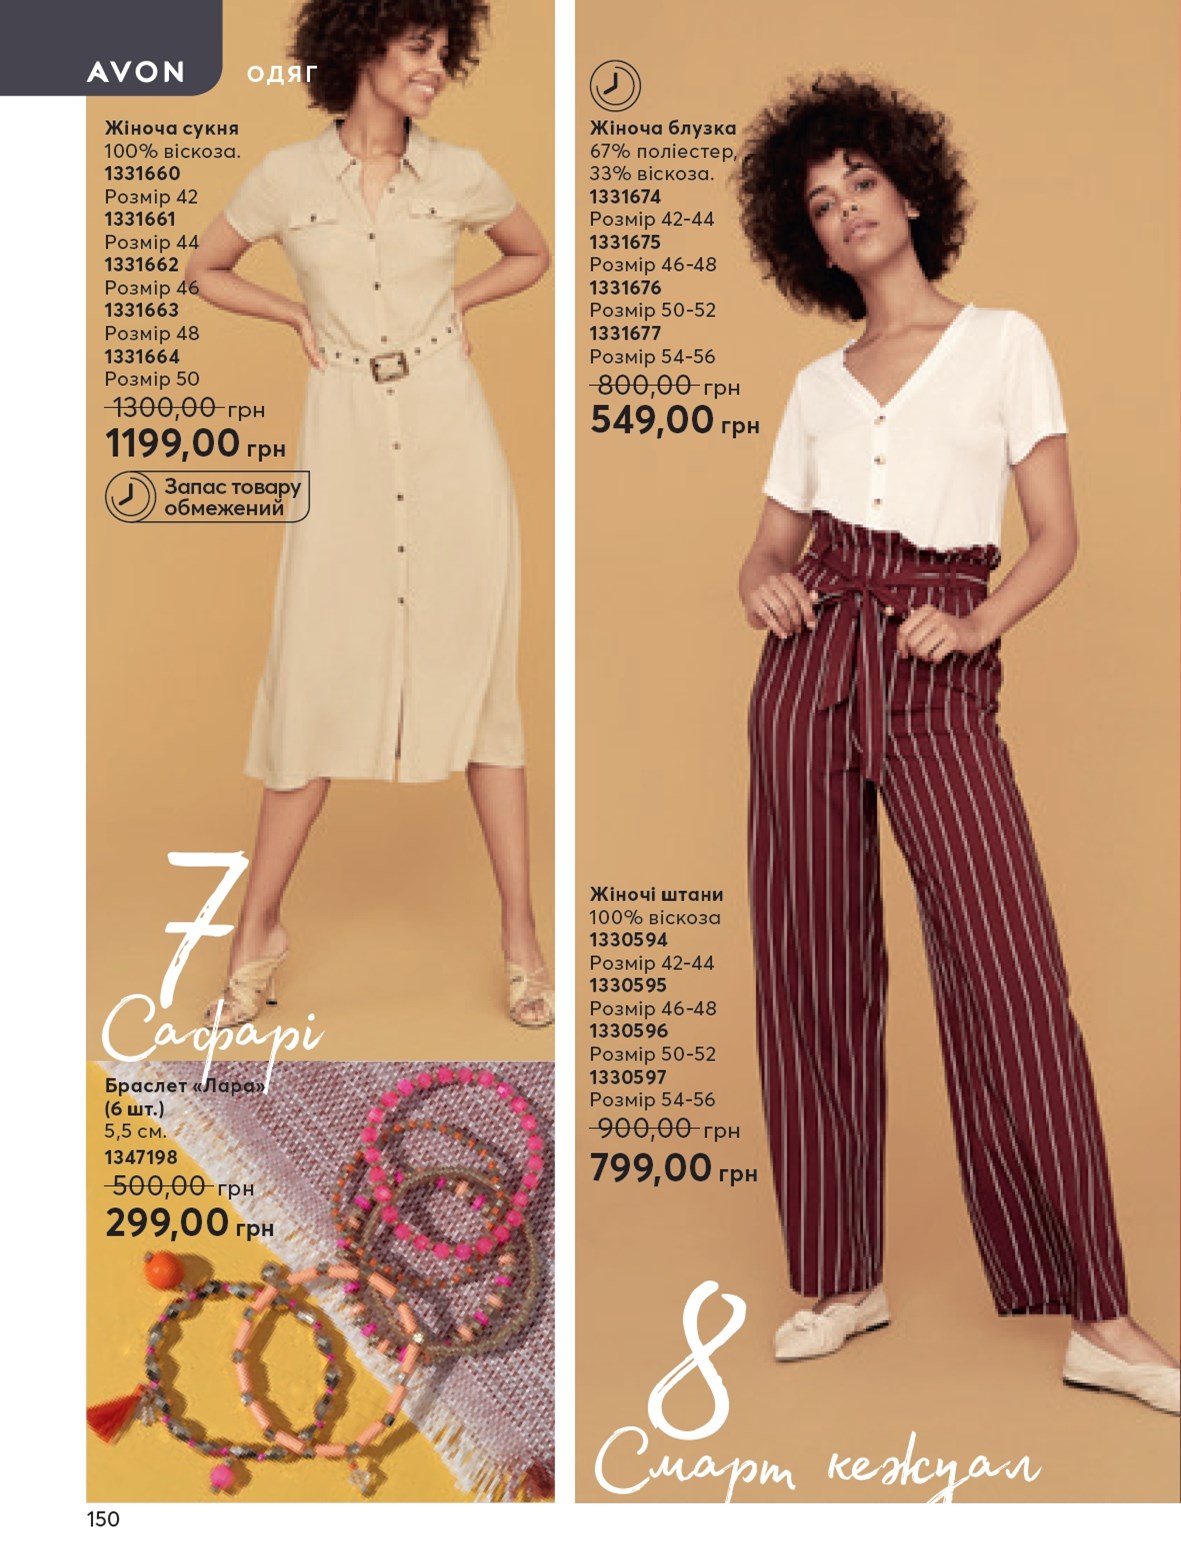 AVON ОДЯГ
Жіноча сукня
100% віскоза.
1331660
Розмір 42
1331661
Розмір 44
1331662
Розмір 46
1331663
Розмір 48
1331664
Розмір 50
1300,00 грн
1199,00 грн
Запас товару
обмежений
7
Сафарі
Браслет «Лара»
(6 шт.)
5,5 см.
1347198
500,00 грн
299,00 грн
Жіноча блузка
67% поліестер,
33% віскоза.
1331674
Розмір 42-44
1331675
Розмір 46-48
1331676
Розмір 50-52
1331677
Розмір 54-56
800,00 грн
549,00 грн
Жіночі штани
100% віскоза
1330594
Розмір 42-44
1330595
Розмір 46-48
1330596
Розмір 50-52
1330597
Розмір 54-56
900,00 грн
799,00 грн
8
Смарт кежуал
150